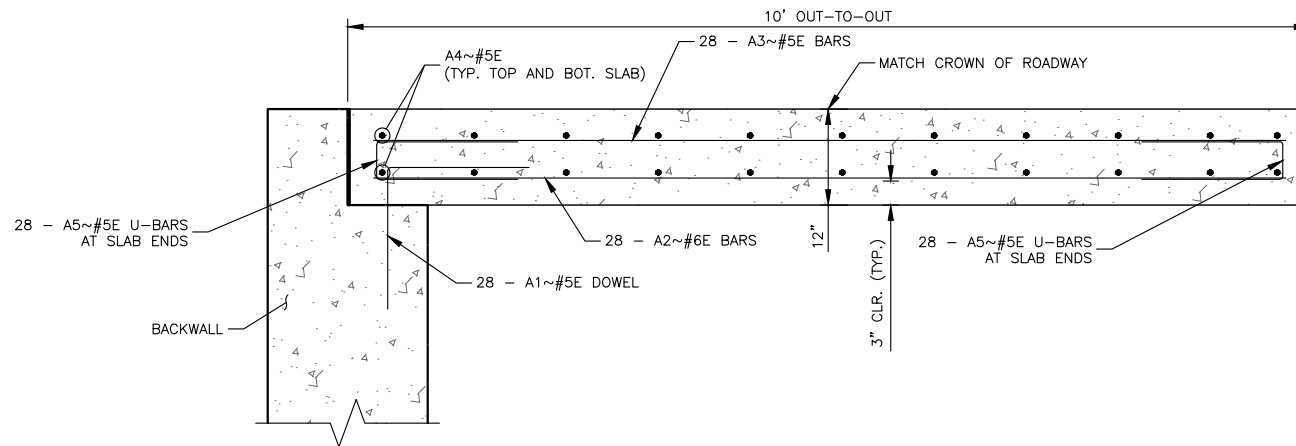 10' OUT-TO-OUT
28 - A3~#5E BARS
A4~#5E
(TYP. TOP AND BOT. SLAB)
MATCH CROWN OF ROADWAY
28 - A5~#5E U-BARS
AT SLAB ENDS
28 - A2~#6E BARS
12"
3" CLR. (TYP.)
28 - A5~#5E U-BARS
AT SLAB ENDS
28 - A1~#5E DOWEL
BACKWALL